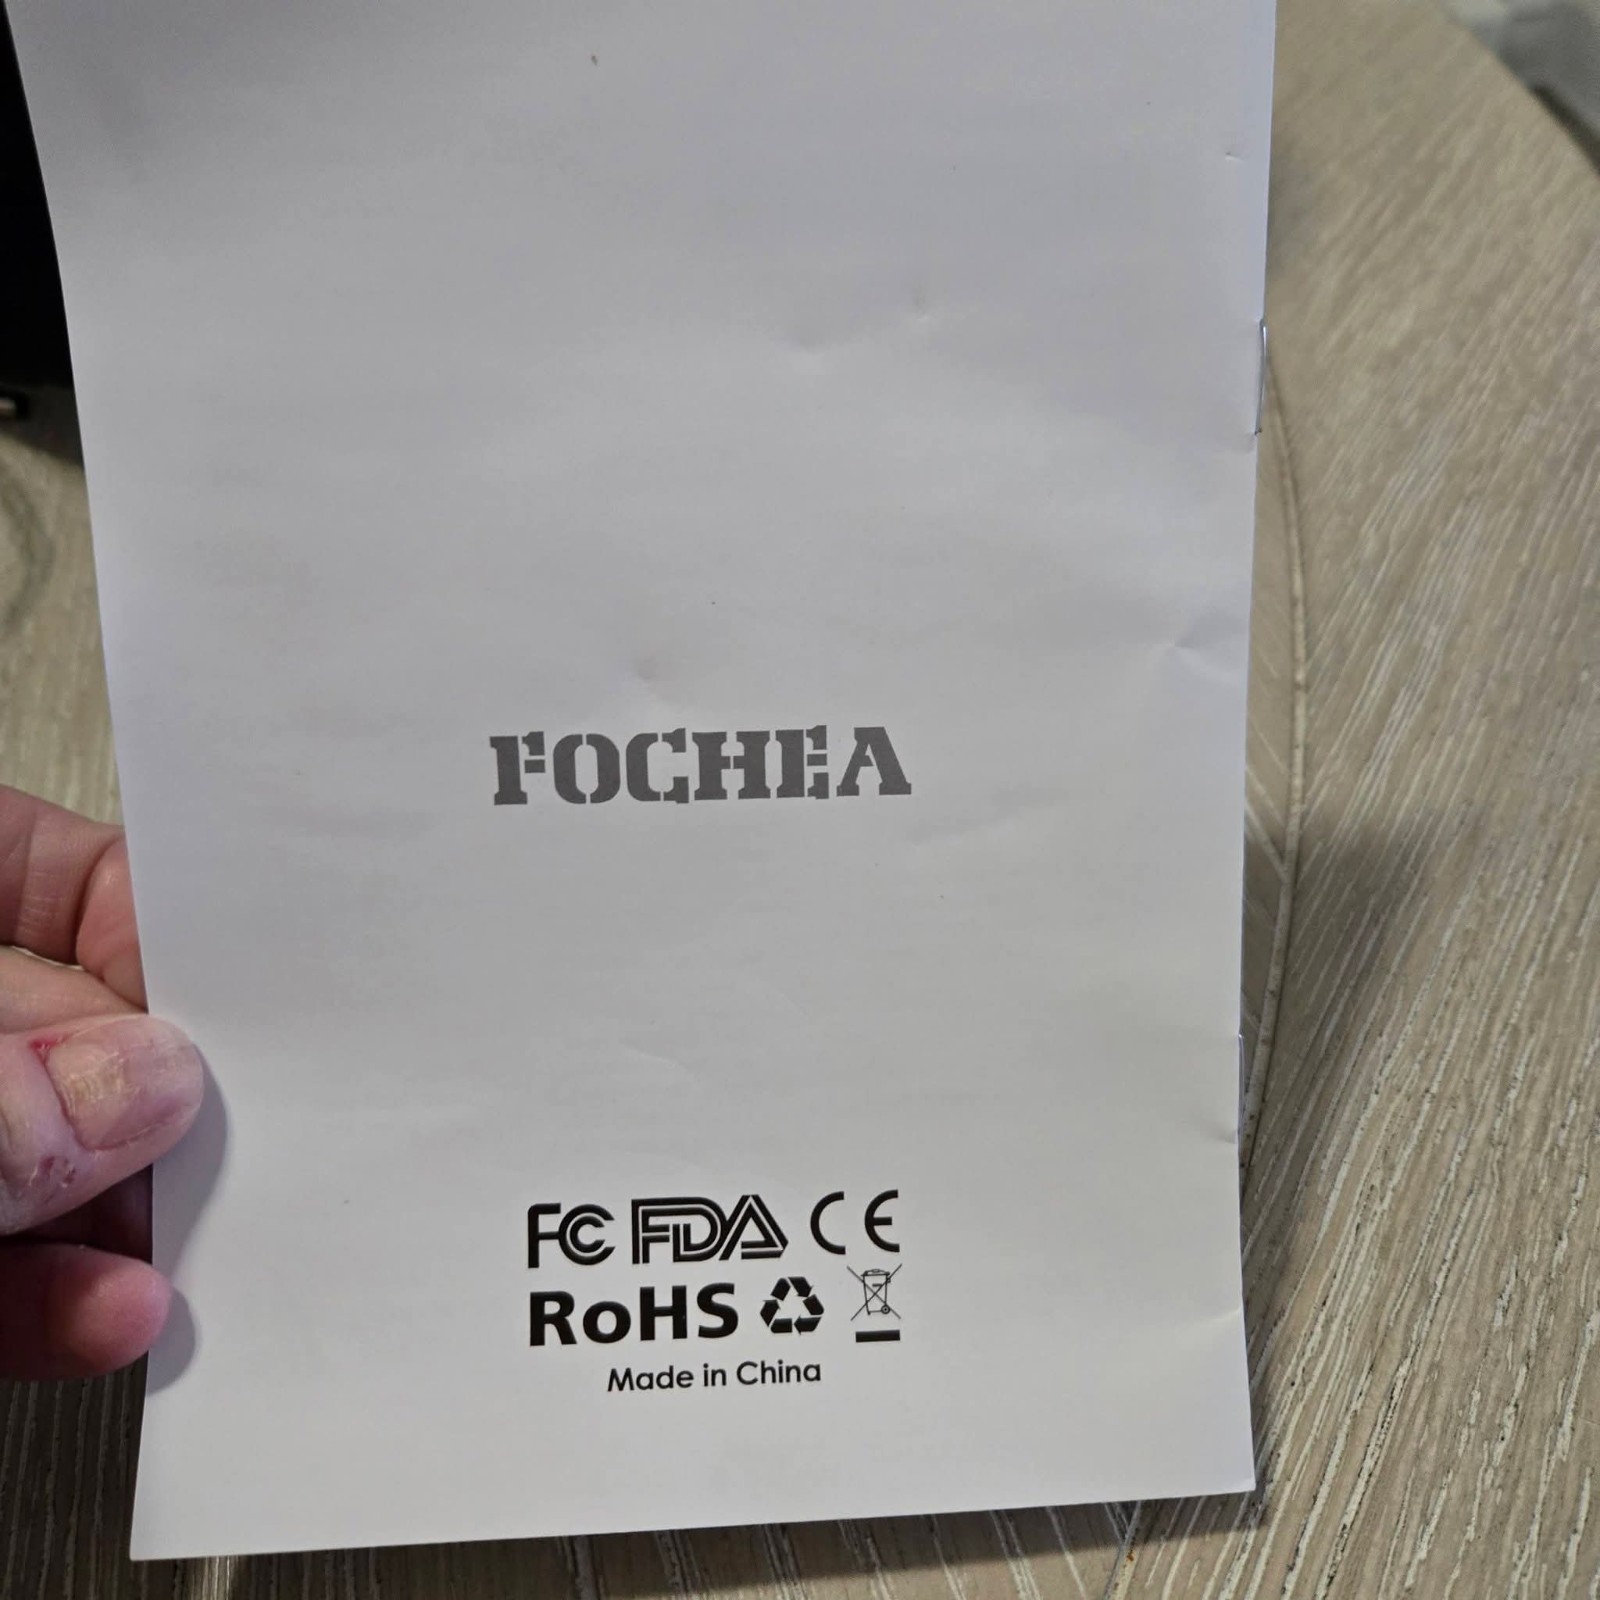 FOCHEA
FC FDA CE
RoHS
Made in China